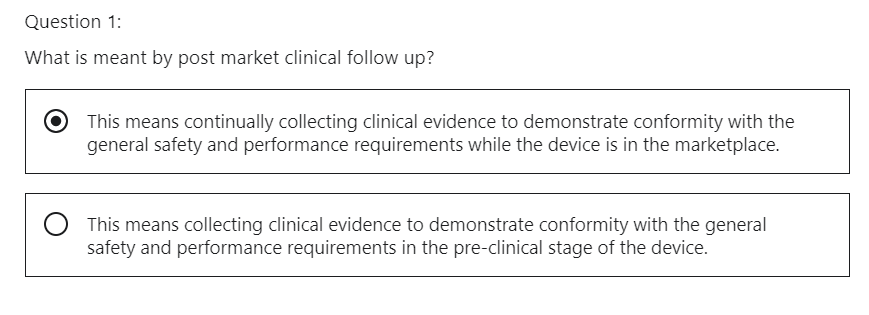 Question 1:
What is meant by post market clinical follow up?
This means continually collecting clinical evidence to demonstrate conformity with the
general safety and performance requirements while the device is in the marketplace.
This means collecting clinical evidence to demonstrate conformity with the general
safety and performance requirements in the pre-clinical stage of the device.